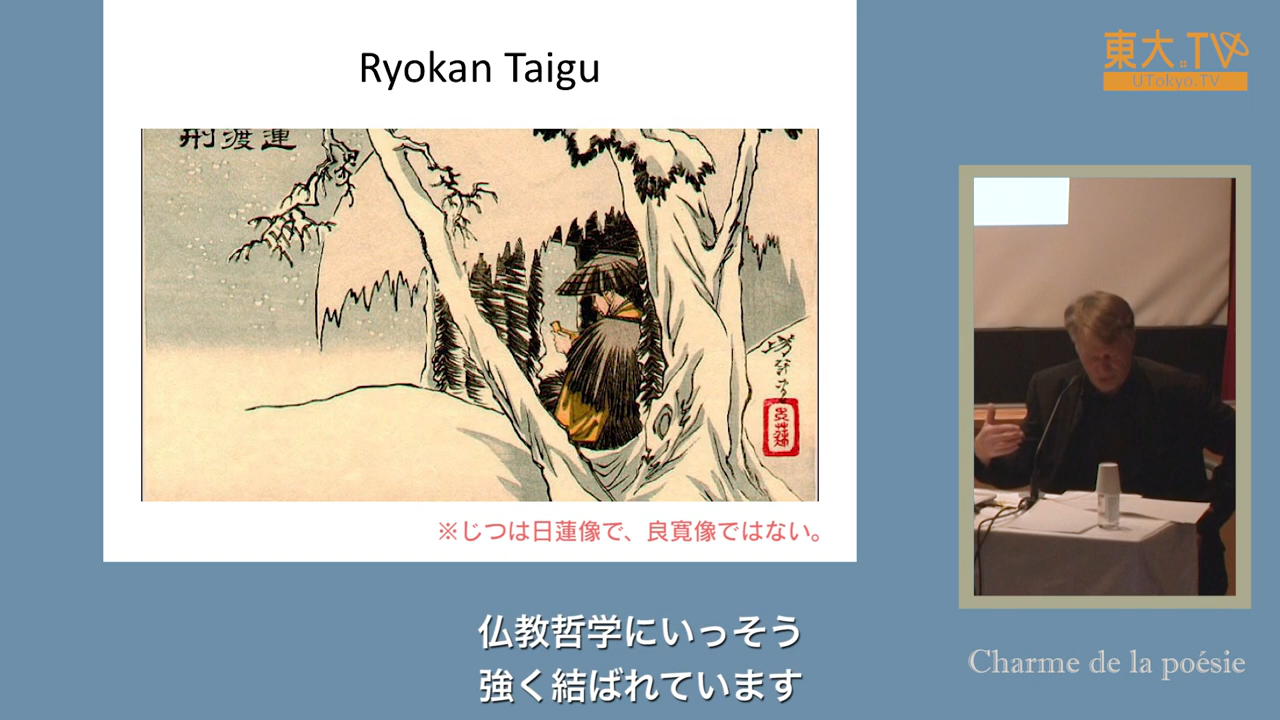 Ryokan Taigu
東大.TV
UTokyo.TV
※じつは日蓮像で、良寛像ではない。
仏教哲学にいっそう
強く結ばれています
Charme de la poésie